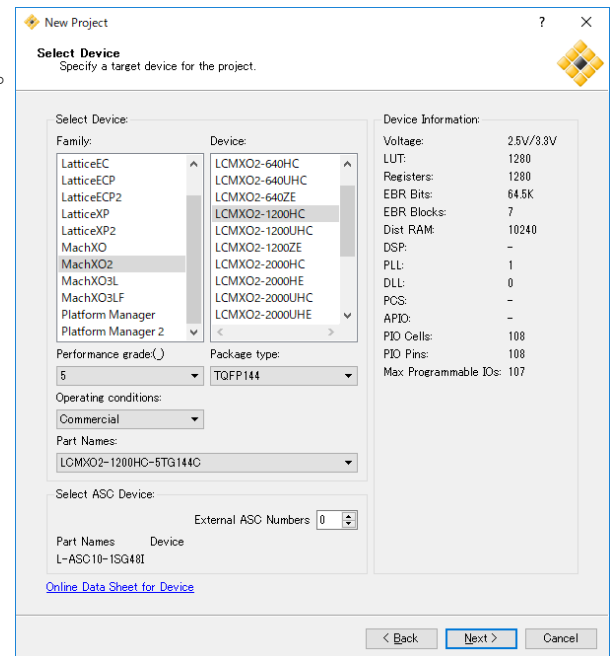 New Project
?
Select Device
Specify a target device for the project.
Select Device:
Family:
LatticeEC
LatticeECP
LatticeECP2
LatticeXP
LatticeXP2
MachXO
MachXO2
MachXO3L
MachXO3LF
Platform Manager
Platform Manager 2
Device:
LCMXO2-640HC
LCMXO2-640UHC
LCMXO2-640ZE
LCMXO2-1200HC
LCMXO2-1200UHC
LCMXO2-1200ZE
LCMXO2-2000HC
LCMXO2-2000HE
LCMXO2-2000UHC
LCMXO2-2000UHE
Performance grade:(_)
5
Package type:
TQFP144
Operating conditions:
Commercial
Part Names:
LCMXO2-1200HC-5TG144C
Select ASC Device:
External ASC Numbers 0
Part Names Device
L-ASC10-1SG48I
Online Data Sheet for Device
Device Information:
Voltage: 2.5V/3.3V
LUT: 1280
Registers: 1280
EBR Bits: 64.5K
EBR Blocks: 7
Dist RAM: 10240
DSP: -
PLL: 1
DLL: 0
PCS: -
APIO: -
PIO Cells: 108
PIO Pins: 108
Max Programmable IOs: 107
< Back
Next >
Cancel